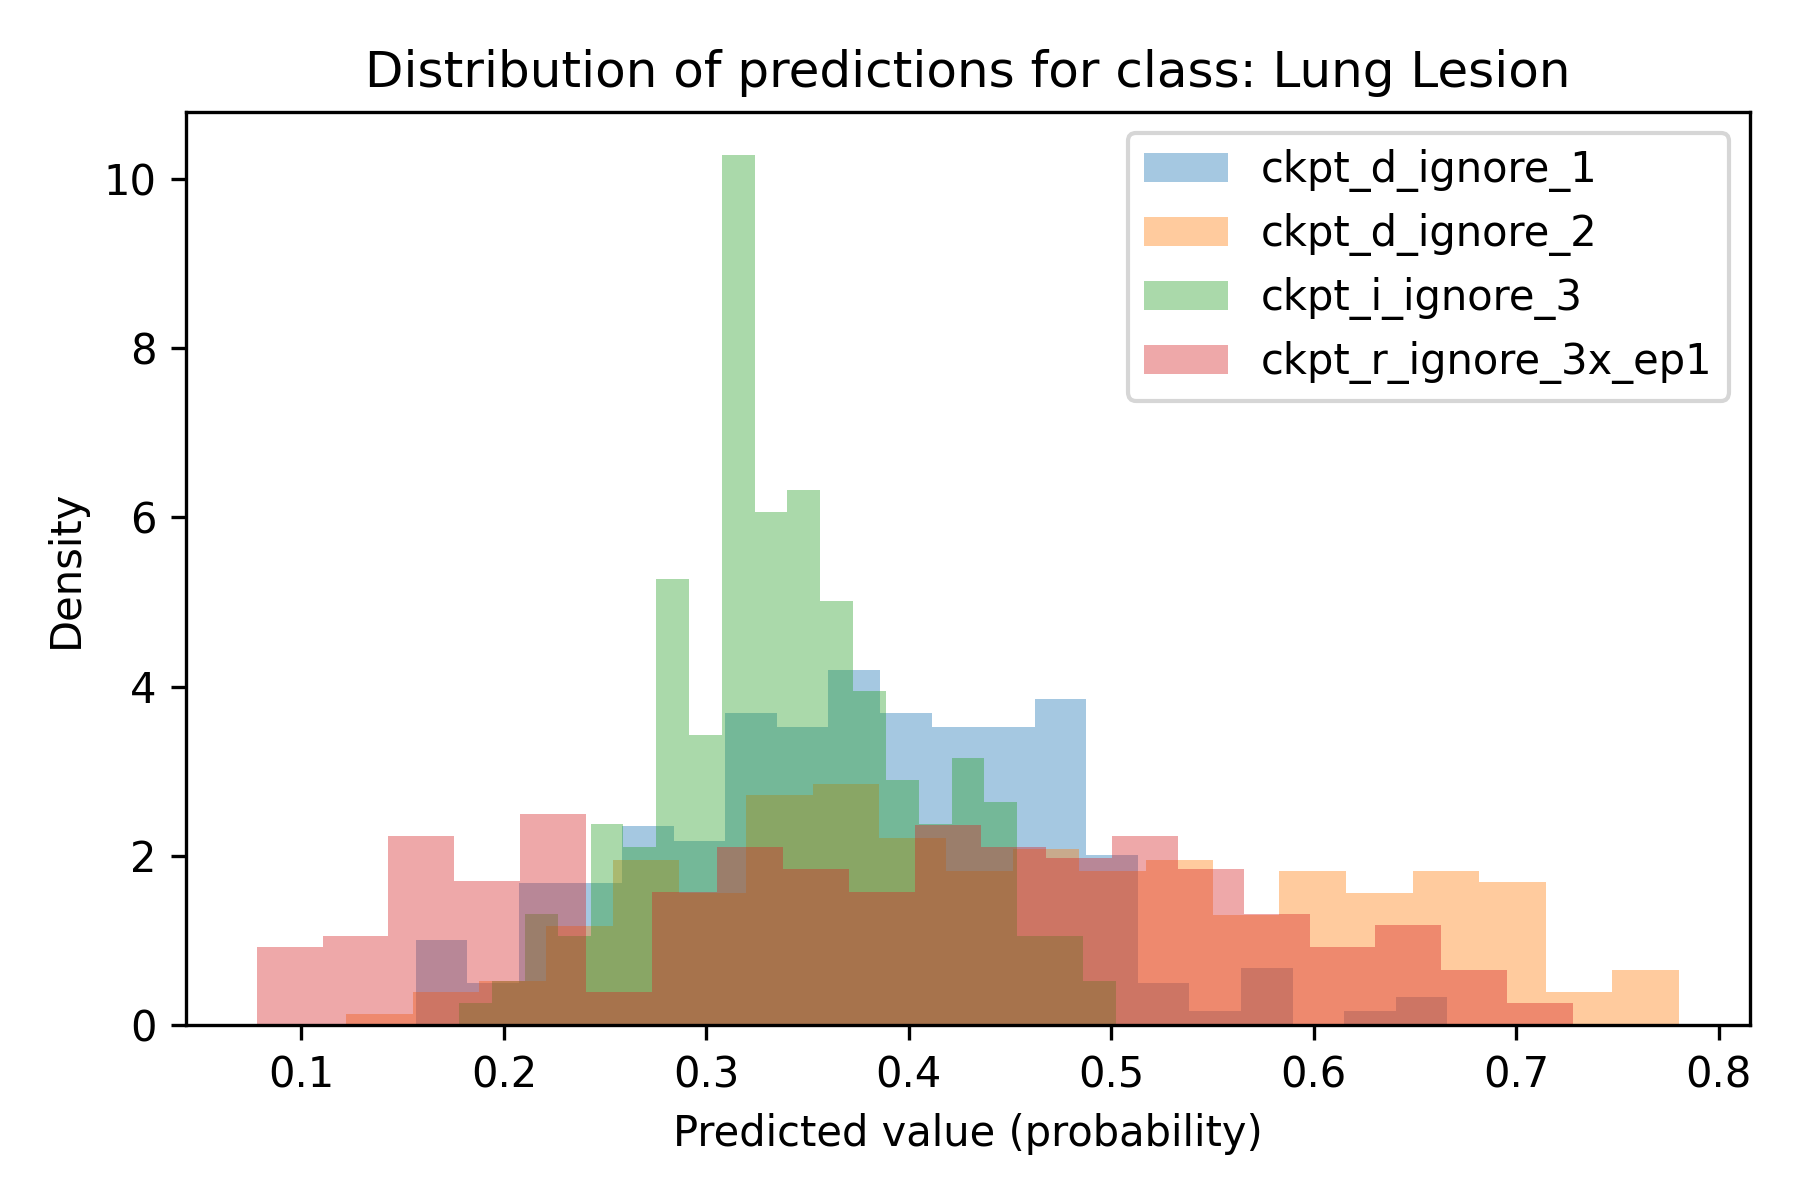 Distribution of predictions for class: Lung Lesion
ckpt_d_ignore_1
ckpt_d_ignore_2
ckpt_i_ignore_3
ckpt_r_ignore_3x_ep1
Density
10
8
6
4
2
0
0.1 0.2 0.3 0.4 0.5 0.6 0.7 0.8
Predicted value (probability)